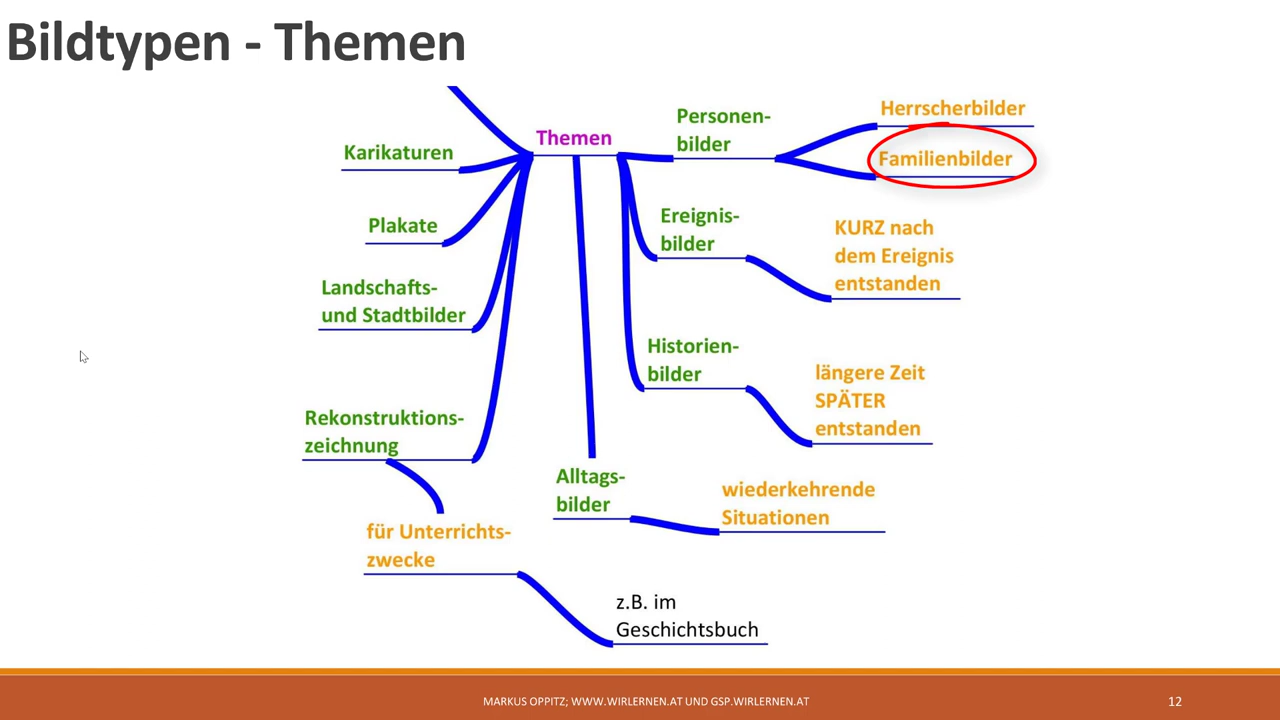 Bildtypen - Themen
Themen
Personen-
bilder
Herrscherbilder
Familienbilder
Ereignis-
bilder
KURZ nach
dem Ereignis
entstanden
Historien-
bilder
längere Zeit
SPÄTER
entstanden
Alltags-
bilder
wiederkehrende
Situationen
Karikaturen
Plakate
Landschafts-
und Stadtbilder
Rekonstruktions-
zeichnung
für Unterrichts-
zwecke
z.B. im
Geschichtsbuch
MARKUS OPPITZ; WWW.WIRLERNEN.AT UND GSP.WIRLERNEN.AT
12